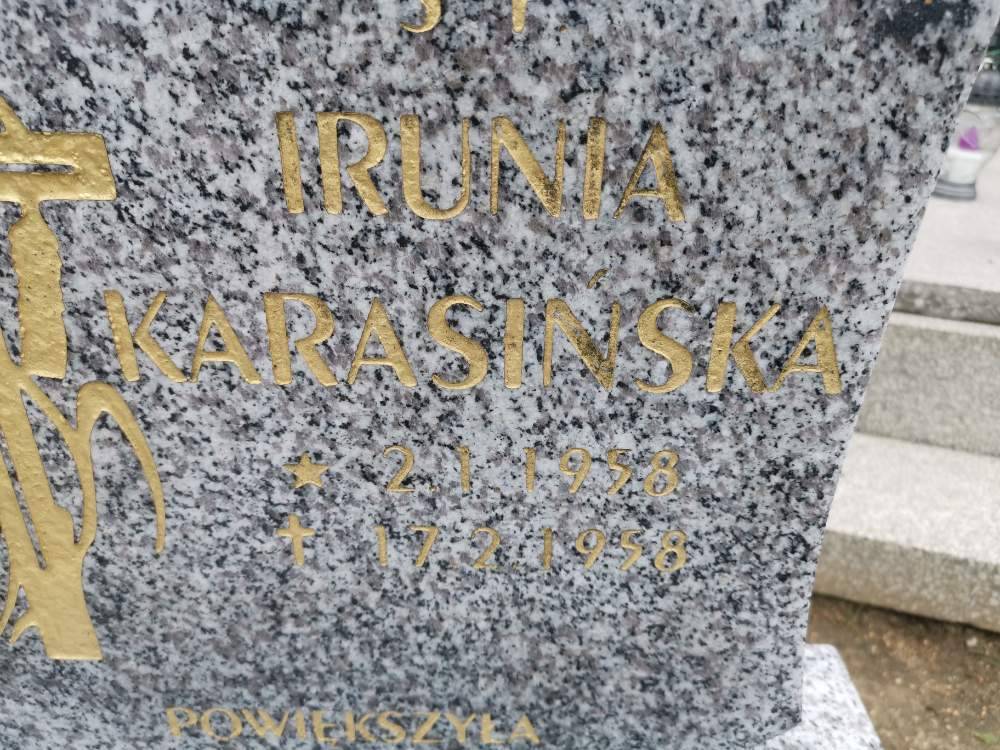 IRUNIA
KARASIŃSKA
2.1.1958
17.2.1958
POWIĘKSZYŁA